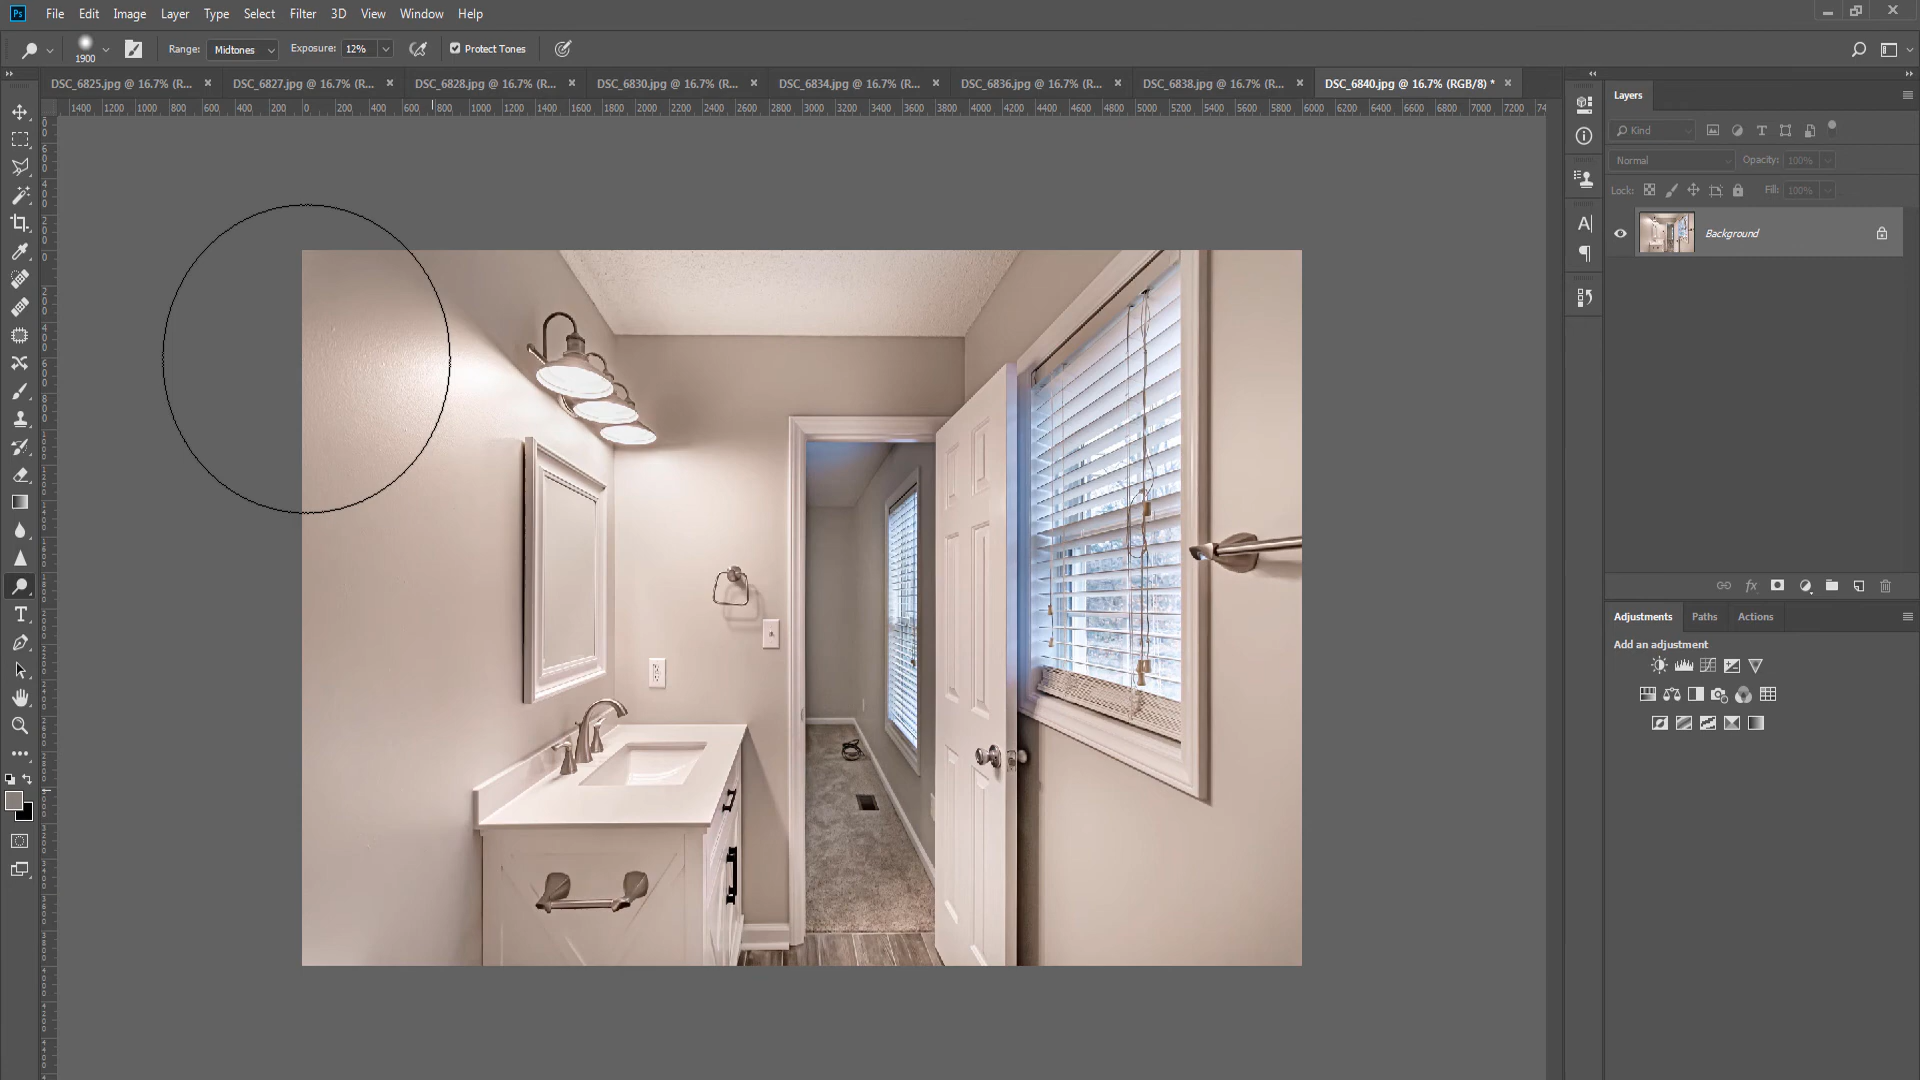 Ps File Edit Image Layer Type Select Filter 3D View Window Help
1900 Range: Midtones Exposure: 12% Protect Tones
DSC_6825.jpg @ 16.7% (R... × DSC_6827.jpg @ 16.7% (R... × DSC_6828.jpg @ 16.7% (R... × DSC_6830.jpg @ 16.7% (R... × DSC_6834.jpg @ 16.7% (R... × DSC_6836.jpg @ 16.7% (R... × DSC_6838.jpg @ 16.7% (R... × DSC_6840.jpg @ 16.7% (RGB/8) * ×
1400 1200 1000 800 600 400 200 0 200 400 600 800 1000 1200 1400 1600 1800 2000 2200 2400 2600 2800 3000 3200 3400 3600 3800 4000 4200 4400 4600 4800 5000 5200 5400 5600 5800 6000 6200 6400 6600 6800 7000 7200
Layers
Kind
Normal Opacity: 100%
Lock: Fill: 100%
Background
fx
Adjustments Paths Actions
Add an adjustment